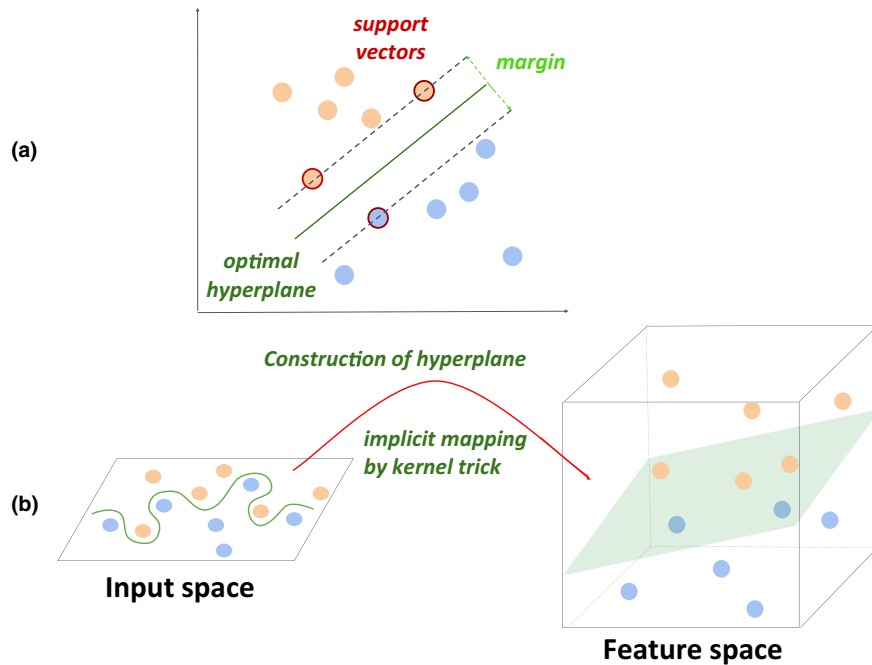 support
vectors
margin
(a)
optimal
hyperplane
Construction of hyperplane
implicit mapping
by kernel trick
(b)
Input space
Feature space